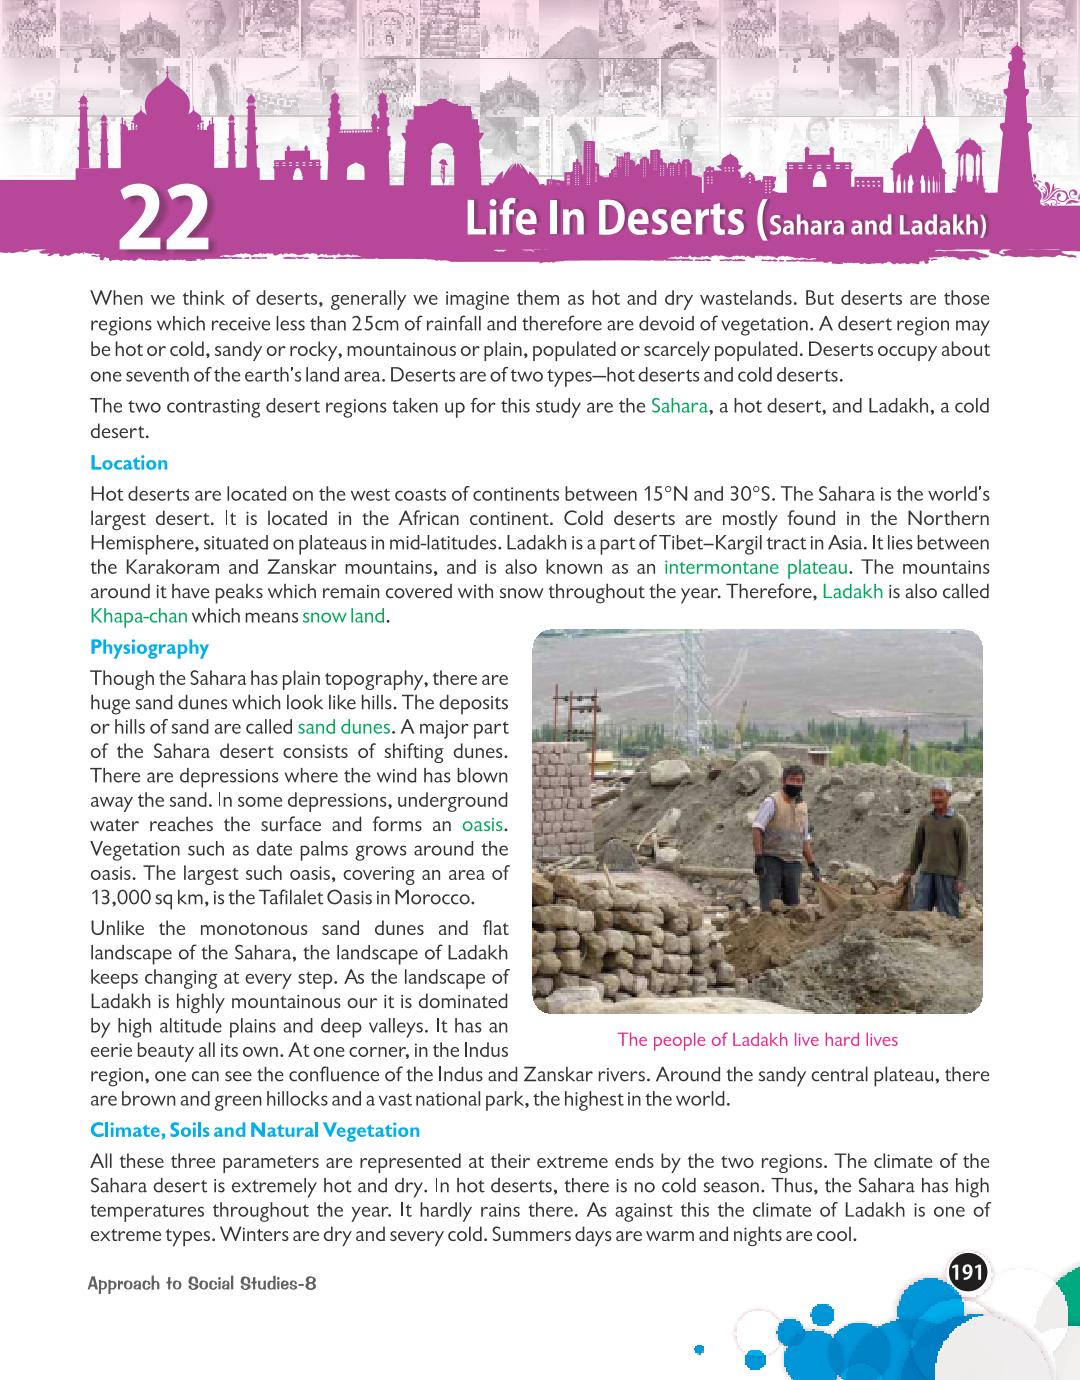 22
Life In Deserts (Sahara and Ladakh)
When we think of deserts, generally we imagine them as hot and dry wastelands. But deserts are those
regions which receive less than 25cm of rainfall and therefore are devoid of vegetation. A desert region may
be hot or cold, sandy or rocky, mountainous or plain, populated or scarcely populated. Deserts occupy about
one seventh of the earth's land area. Deserts are of two types—hot deserts and cold deserts.
The two contrasting desert regions taken up for this study are the Sahara, a hot desert, and Ladakh, a cold
desert.
Location
Hot deserts are located on the west coasts of continents between 15°N and 30°S. The Sahara is the world's
largest desert. It is located in the African continent. Cold deserts are mostly found in the Northern
Hemisphere, situated on plateaus in mid-latitudes. Ladakh is a part of Tibet–Kargil tract in Asia. It lies between
the Karakoram and Zanskar mountains, and is also known as an intermontane plateau. The mountains
around it have peaks which remain covered with snow throughout the year. Therefore, Ladakh is also called
Khapa-chan which means snow land.
Physiography
Though the Sahara has plain topography, there are
huge sand dunes which look like hills. The deposits
or hills of sand are called sand dunes. A major part
of the Sahara desert consists of shifting dunes.
There are depressions where the wind has blown
away the sand. In some depressions, underground
water reaches the surface and forms an oasis.
Vegetation such as date palms grows around the
oasis. The largest such oasis, covering an area of
13,000 sq km, is the Tafilalet Oasis in Morocco.
Unlike the monotonous sand dunes and flat
landscape of the Sahara, the landscape of Ladakh
keeps changing at every step. As the landscape of
Ladakh is highly mountainous our it is dominated
by high altitude plains and deep valleys. It has an
eerie beauty all its own. At one corner, in the Indus
region, one can see the confluence of the Indus and Zanskar rivers. Around the sandy central plateau, there
are brown and green hillocks and a vast national park, the highest in the world.
The people of Ladakh live hard lives
Climate, Soils and Natural Vegetation
All these three parameters are represented at their extreme ends by the two regions. The climate of the
Sahara desert is extremely hot and dry. In hot deserts, there is no cold season. Thus, the Sahara has high
temperatures throughout the year. It hardly rains there. As against this the climate of Ladakh is one of
extreme types. Winters are dry and severy cold. Summers days are warm and nights are cool.
Approach to Social Studies-8
191